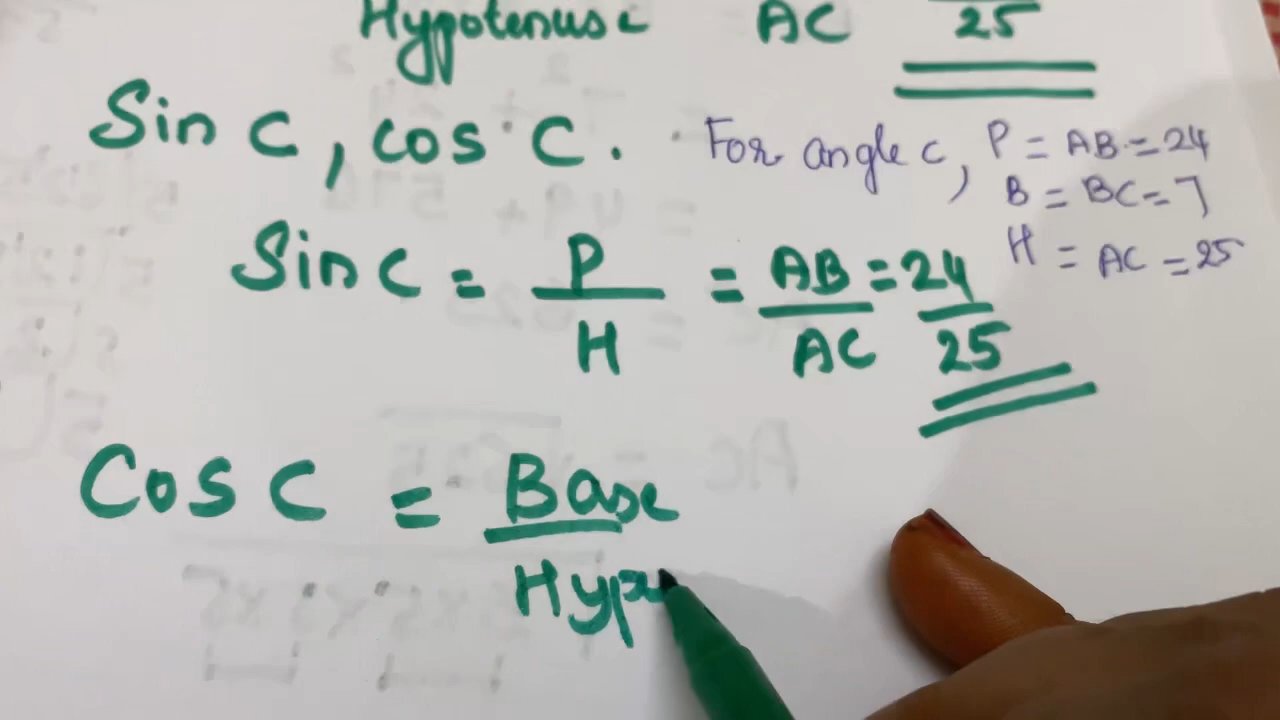 Hypotenuse AC 25
Sin C, cos C. For angle c, P = AB = 24
B = BC = 7
H = AC = 25
Sin C = P/H = AB/AC = 24/25
Cos C = Base
Hypo